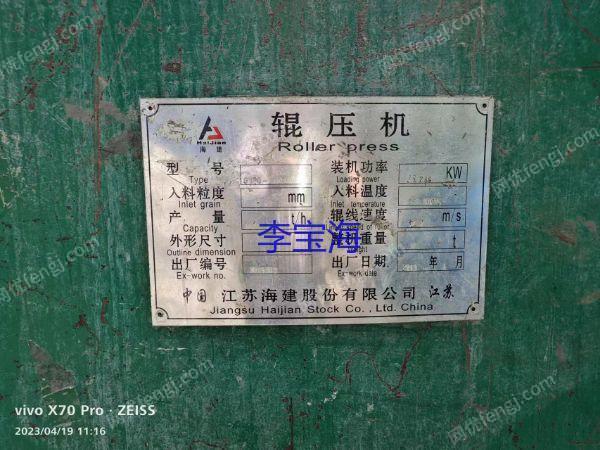 HaiJian
海建
辊压机
Roller press
型号 装机功率 KW
Type Loading power
入料粒度 mm 入料温度
Inlet grain Inlet temperature
产量 t/h 辊线速度 m/s
Capacity
外形尺寸 重量 t
Outline dimension
李宝海
出厂编号 出厂日期 年 月
Ex-work no. Ex-work date
中国 江苏海建股份有限公司 江苏
Jiangsu Haijian Stock Co., Ltd. China
vivo X70 Pro · ZEISS
2023/04/19 11:16